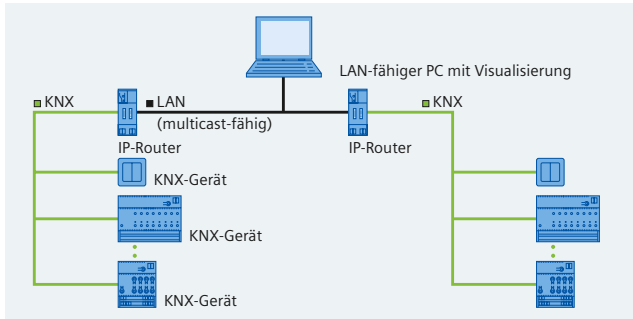 LAN-fähiger PC mit Visualisierung
KNX
LAN
(multicast-fähig)
KNX
IP-Router
IP-Router
KNX-Gerät
KNX-Gerät
KNX-Gerät